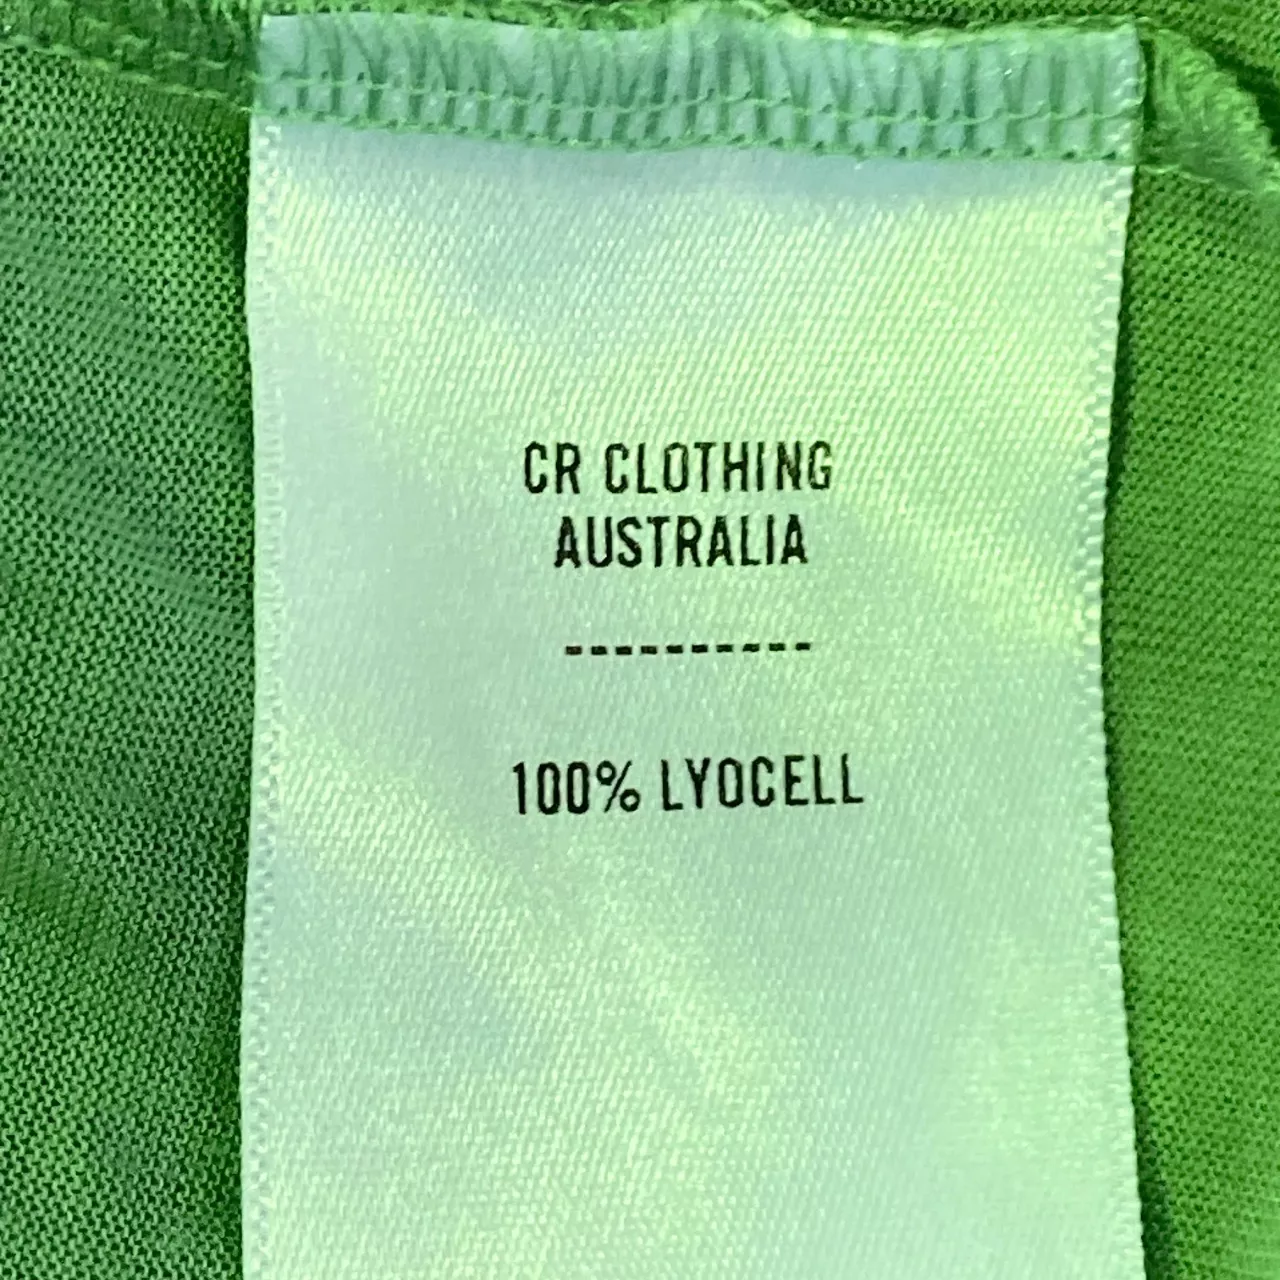 CR CLOTHING
AUSTRALIA
----------
100% LYOCELL